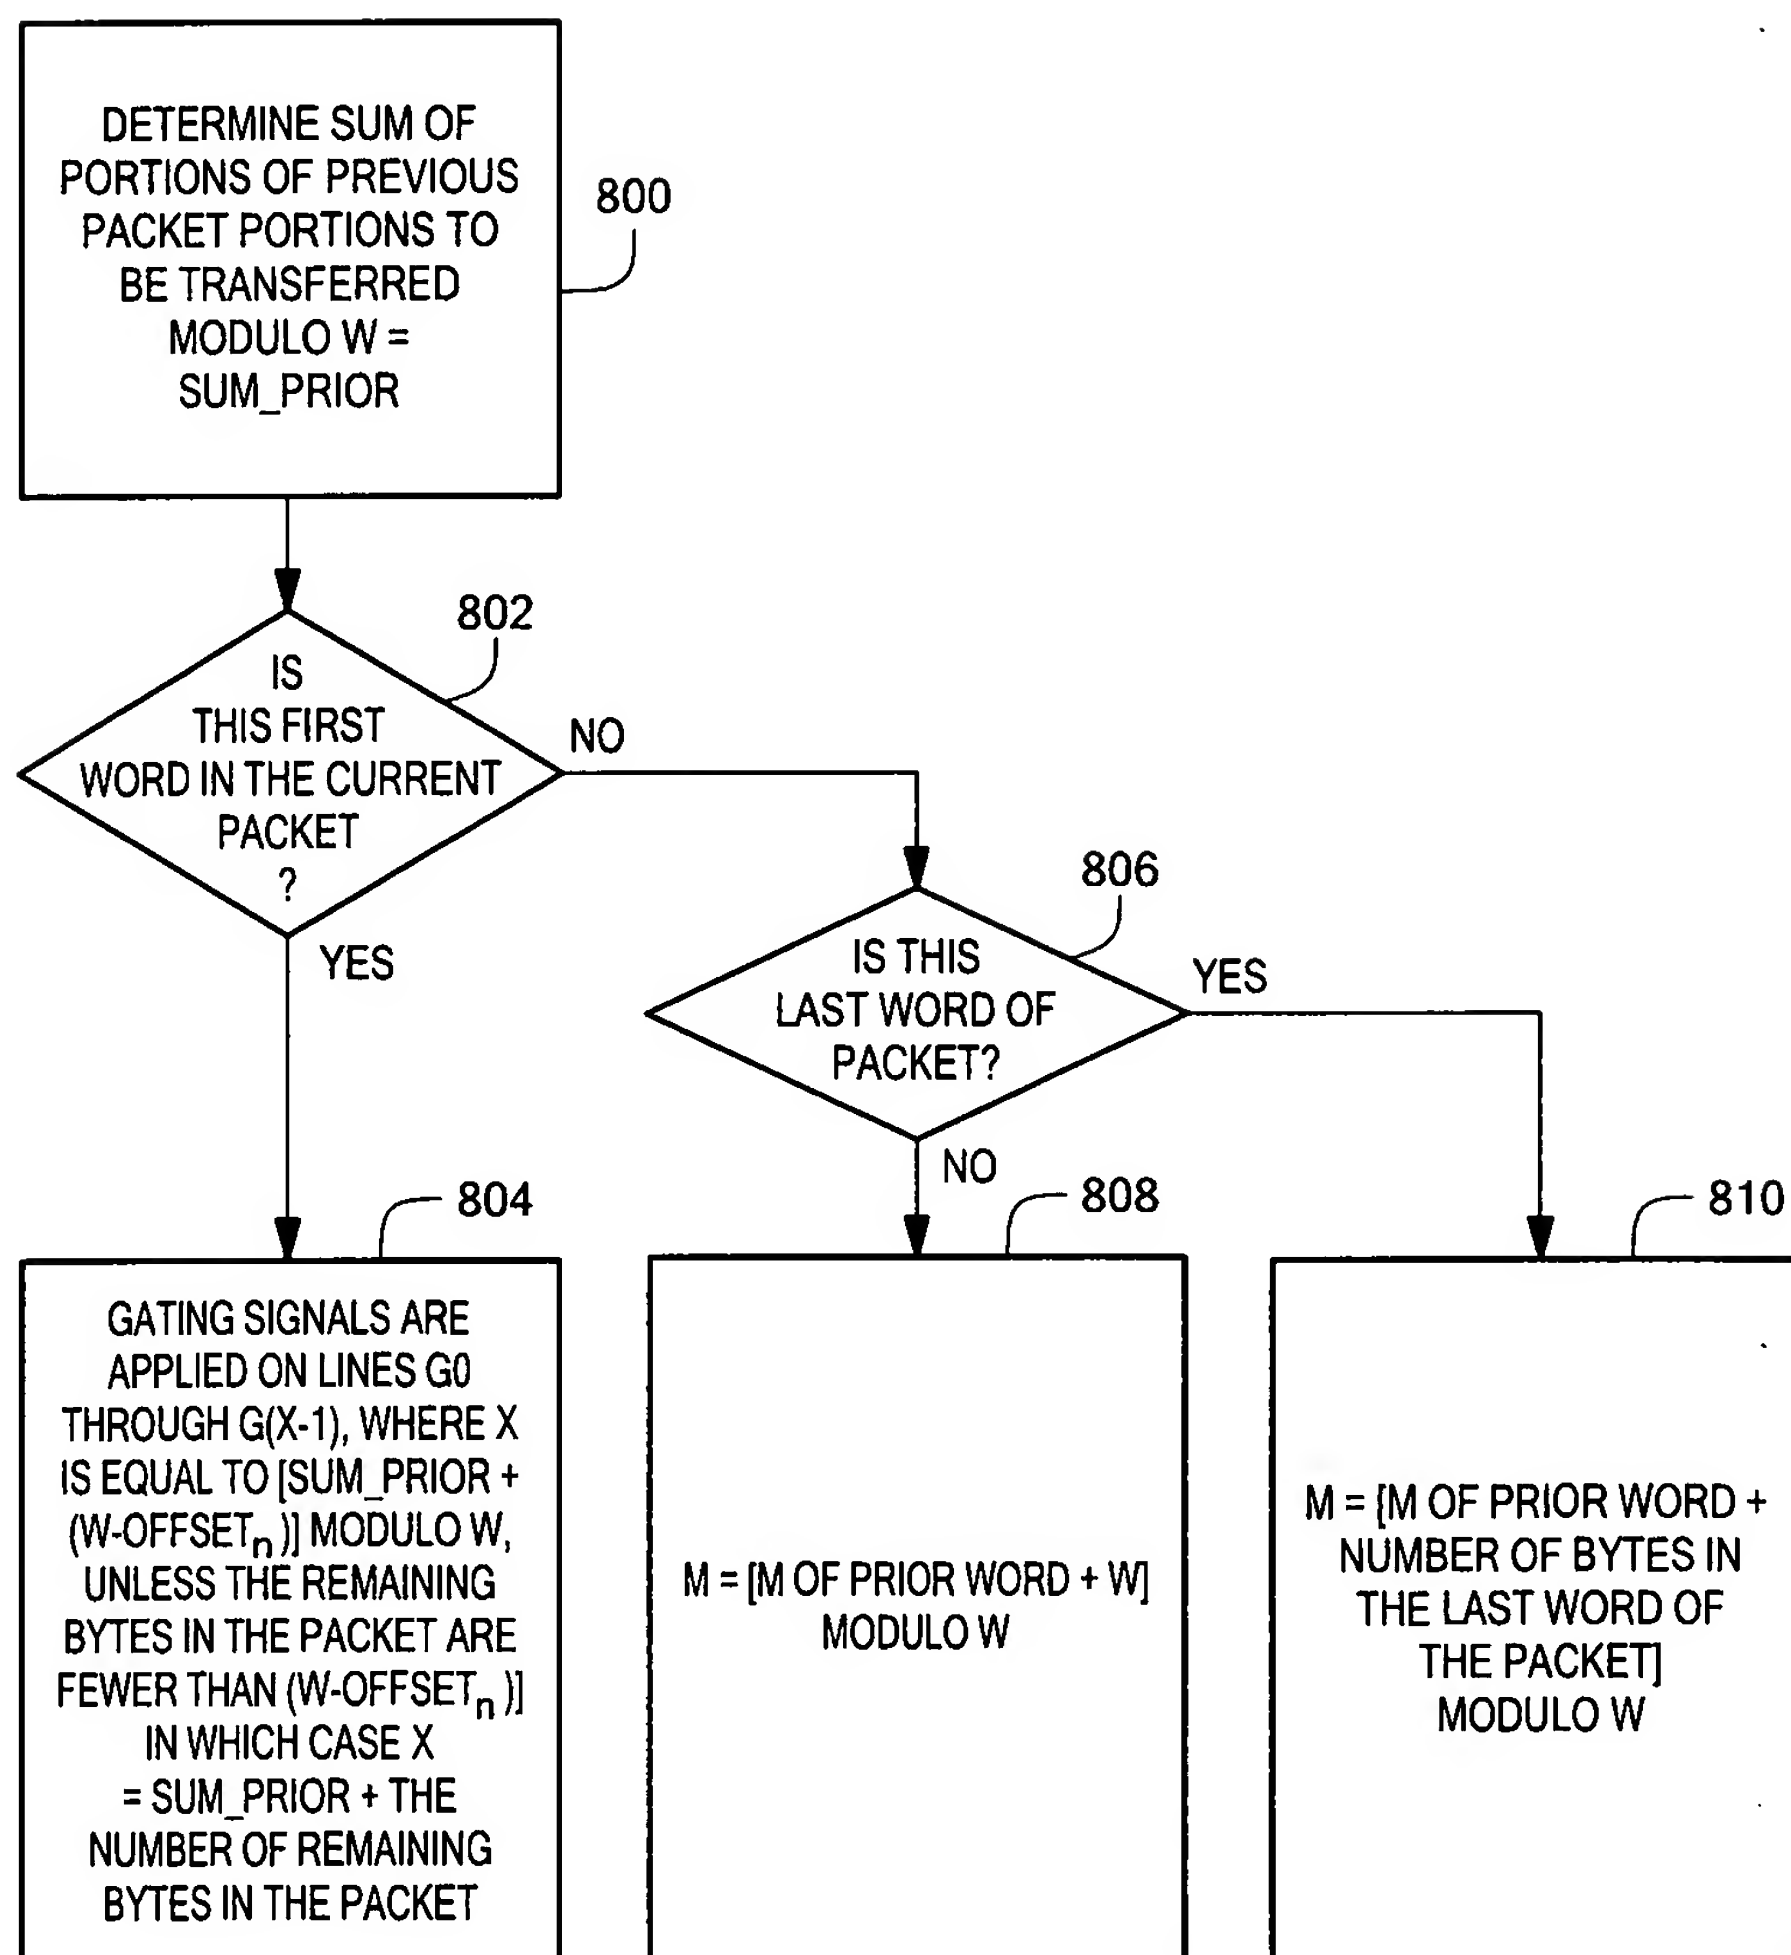 DETERMINE SUM OF
PORTIONS OF PREVIOUS
PACKET PORTIONS TO
BE TRANSFERRED
MODULO W =
SUM_PRIOR
800
802
IS
THIS FIRST
WORD IN THE CURRENT
PACKET
?
NO
YES
806
IS THIS
LAST WORD OF
PACKET?
YES
NO
804
GATING SIGNALS ARE
APPLIED ON LINES G0
THROUGH G(X-1), WHERE X
IS EQUAL TO [SUM_PRIOR +
(W-OFFSETn)] MODULO W,
UNLESS THE REMAINING
BYTES IN THE PACKET ARE
FEWER THAN (W-OFFSETn)]
IN WHICH CASE X
= SUM_PRIOR + THE
NUMBER OF REMAINING
BYTES IN THE PACKET
808
M = [M OF PRIOR WORD + W]
MODULO W
810
M = [M OF PRIOR WORD +
NUMBER OF BYTES IN
THE LAST WORD OF
THE PACKET]
MODULO W